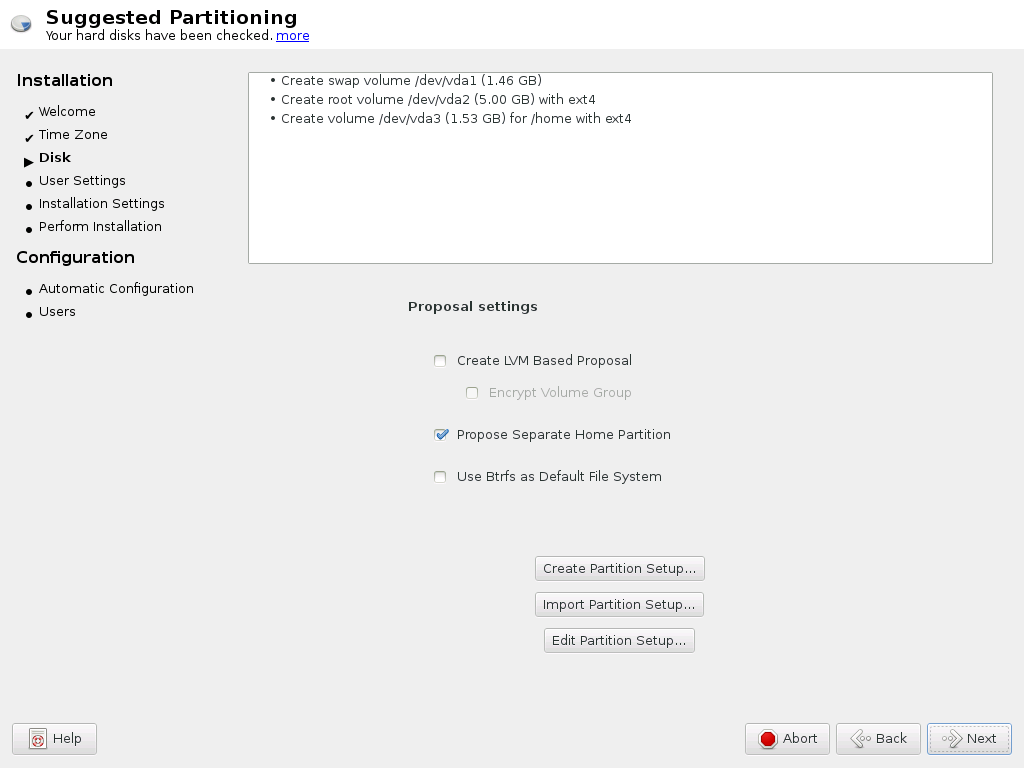 Suggested Partitioning
Your hard disks have been checked. more
Installation
Welcome
Time Zone
Disk
User Settings
Installation Settings
Perform Installation
Configuration
Automatic Configuration
Users
• Create swap volume /dev/vda1 (1.46 GB)
• Create root volume /dev/vda2 (5.00 GB) with ext4
• Create volume /dev/vda3 (1.53 GB) for /home with ext4
Proposal settings
Create LVM Based Proposal
Encrypt Volume Group
Propose Separate Home Partition
Use Btrfs as Default File System
Create Partition Setup...
Import Partition Setup...
Edit Partition Setup...
Help
Abort
Back
Next